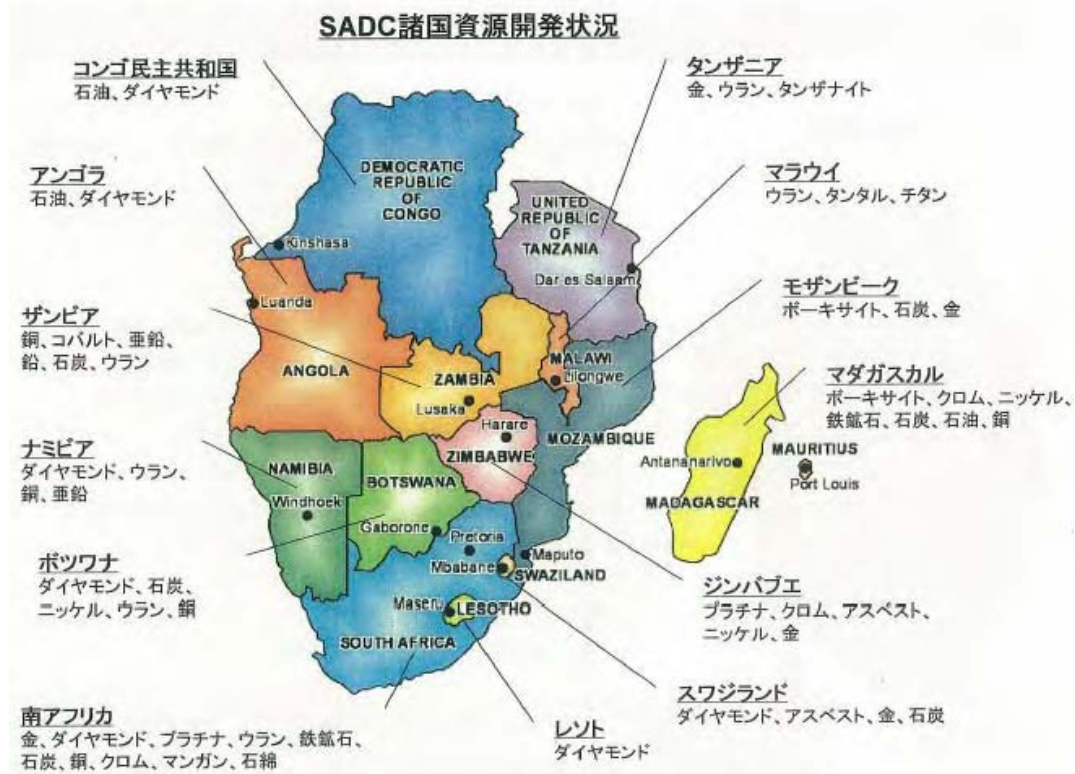 SADC諸国資源開発状況
コンゴ民主共和国
石油、ダイヤモンド
タンザニア
金、ウラン、タンザナイト
アンゴラ
石油、ダイヤモンド
マラウイ
ウラン、タンタル、チタン
ザンビア
銅、コバルト、亜鉛、
鉛、石炭、ウラン
モザンビーク
ボーキサイト、石炭、金
マダガスカル
ボーキサイト、クロム、ニッケル、
鉄鉱石、石炭、石油、銅
ナミビア
ダイヤモンド、ウラン、
銅、亜鉛
ボツワナ
ダイヤモンド、石炭、
ニッケル、ウラン、銅
ジンバブエ
プラチナ、クロム、アスベスト、
ニッケル、金
スワジランド
ダイヤモンド、アスベスト、金、石炭
レソト
ダイヤモンド
南アフリカ
金、ダイヤモンド、プラチナ、ウラン、鉄鉱石、
石炭、銅、クロム、マンガン、石綿
DEMOCRATIC
REPUBLIC
OF
CONGO
Kinshasa
UNITED
REPUBLIC
OF
TANZANIA
Dar es Salaam
Luanda
ANGOLA
ZAMBIA
Lusaka
MALAWI
Lilongwe
Harare
ZIMBABWE
MOZAMBIQUE
NAMIBIA
Windhoek
BOTSWANA
Gaborone
Pretoria
Mbabane
Maputo
SWAZILAND
Maseru
LESOTHO
SOUTH AFRICA
Antananarivo
MADAGASCAR
MAURITIUS
Port Louis